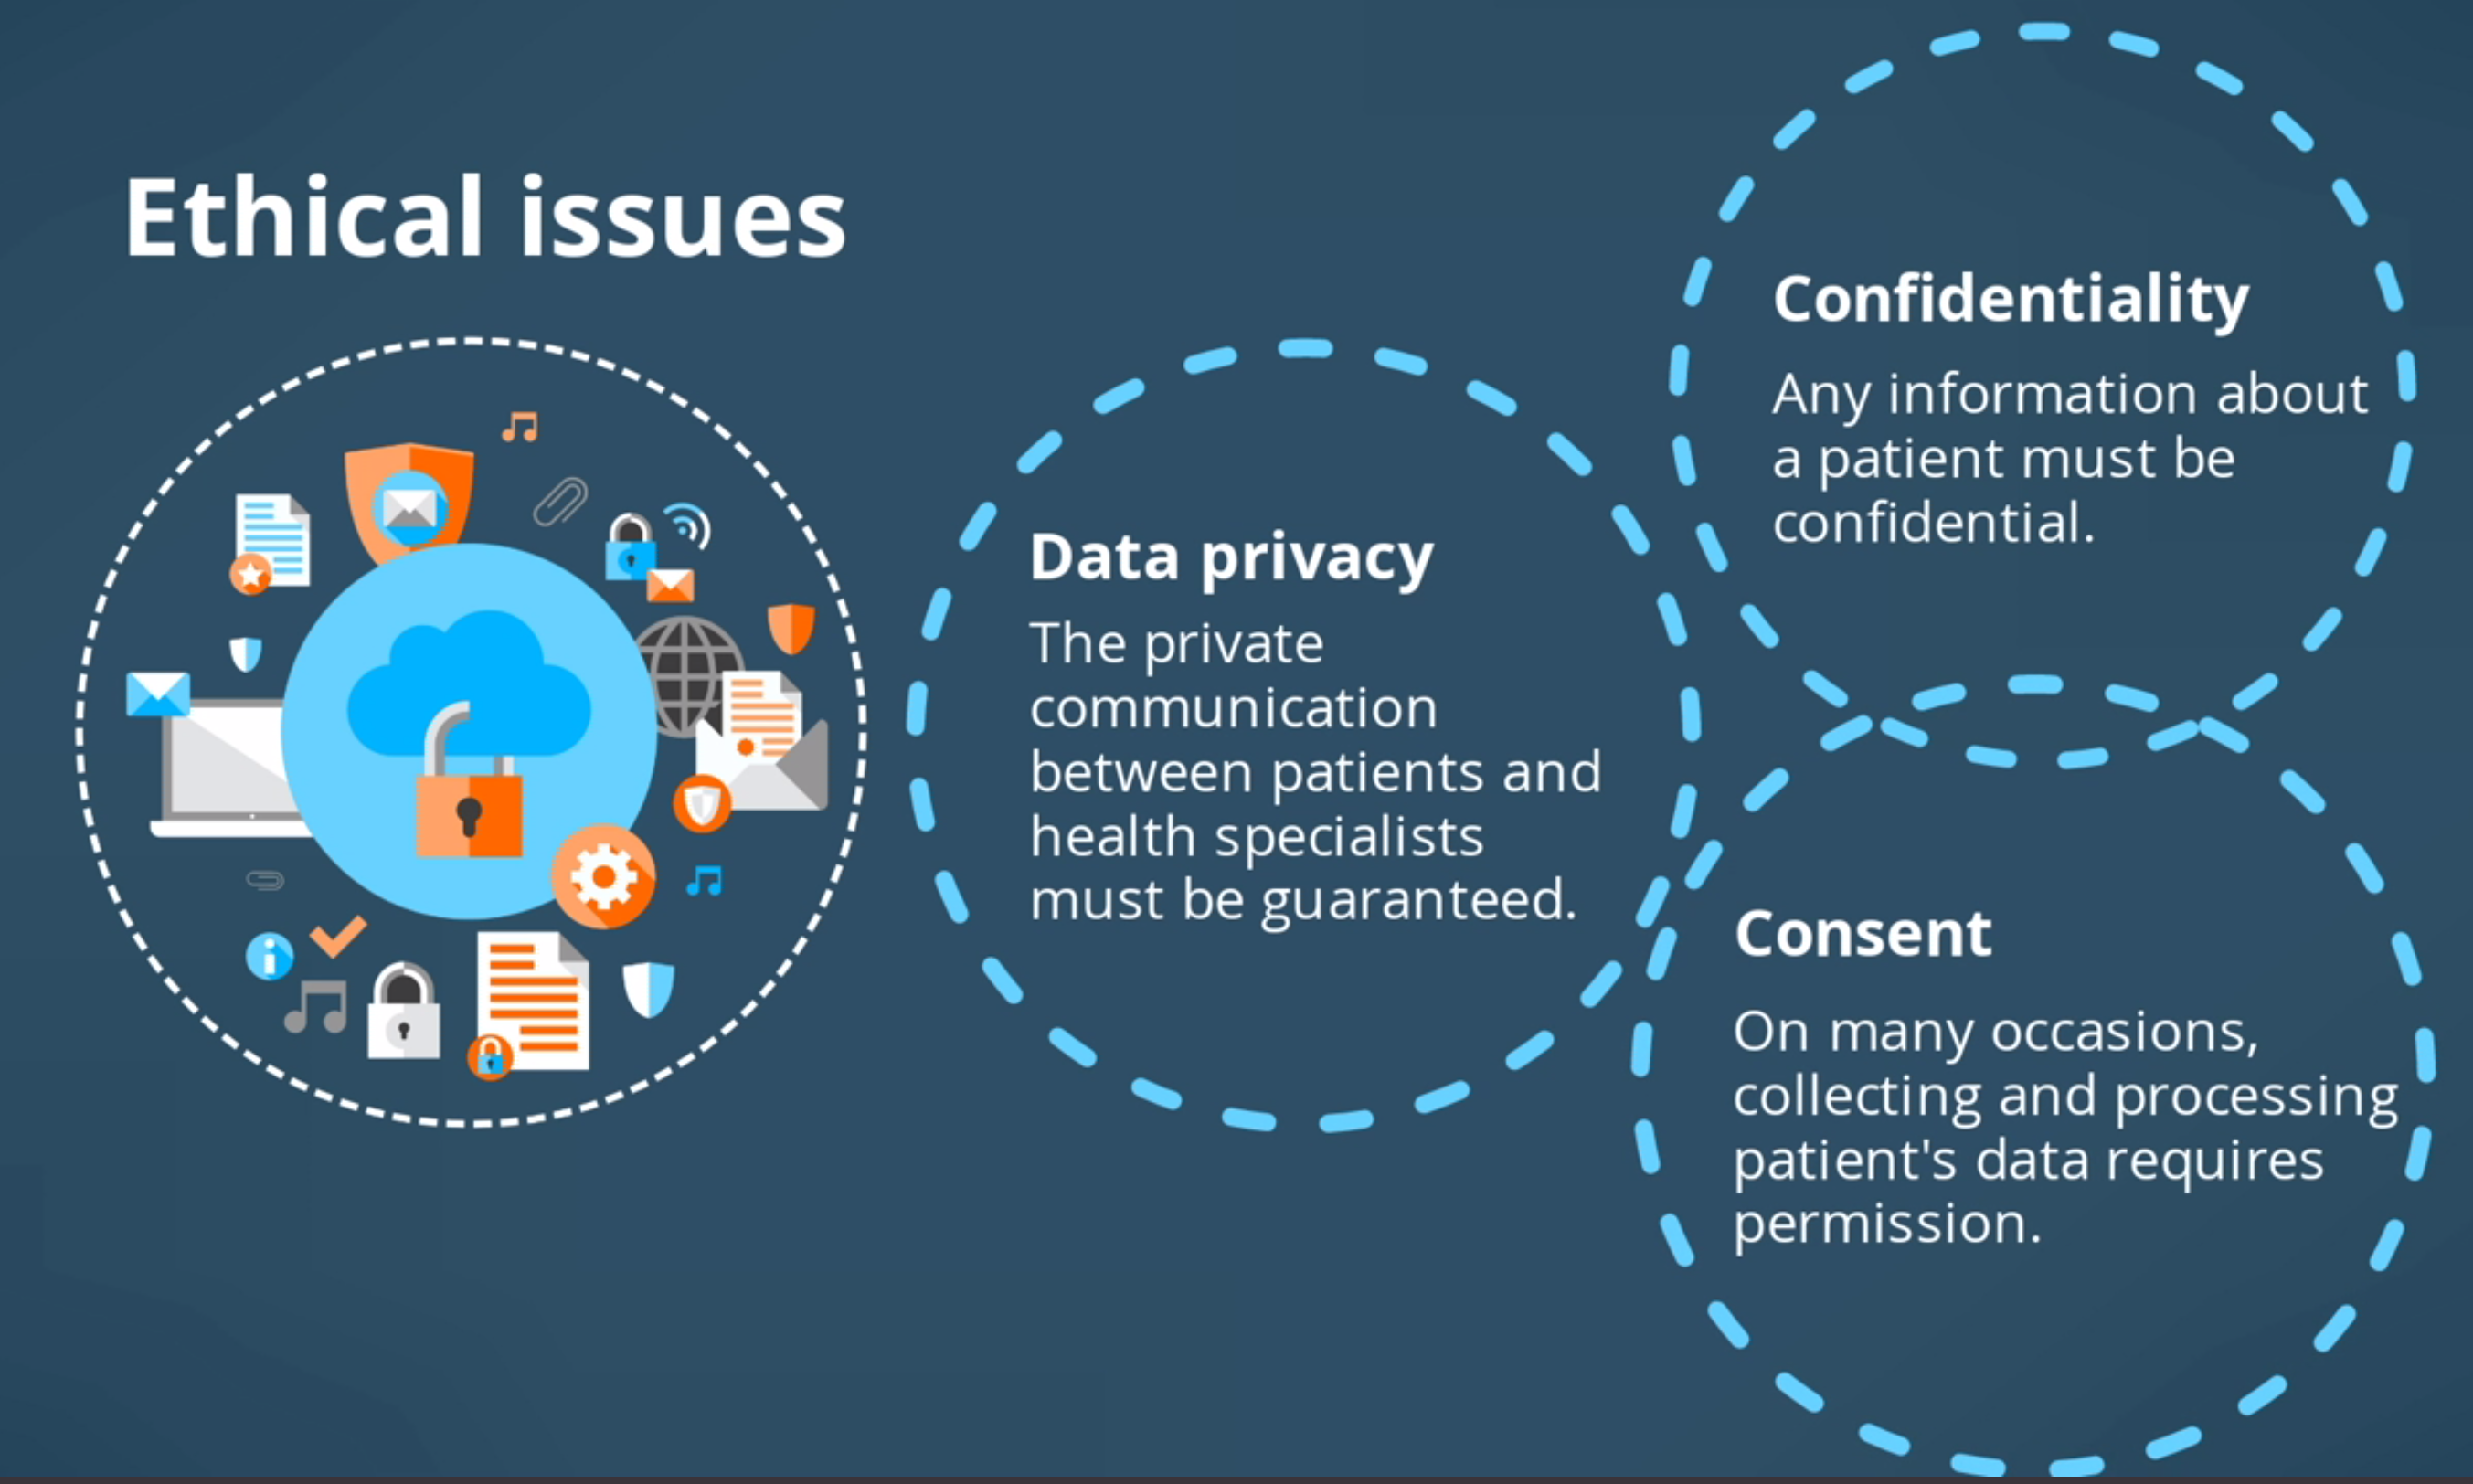 Ethical issues
Data privacy
The private
communication
between patients and
health specialists
must be guaranteed.
Confidentiality
Any information about
a patient must be
confidential.
Consent
On many occasions,
collecting and processing
patient's data requires
permission.